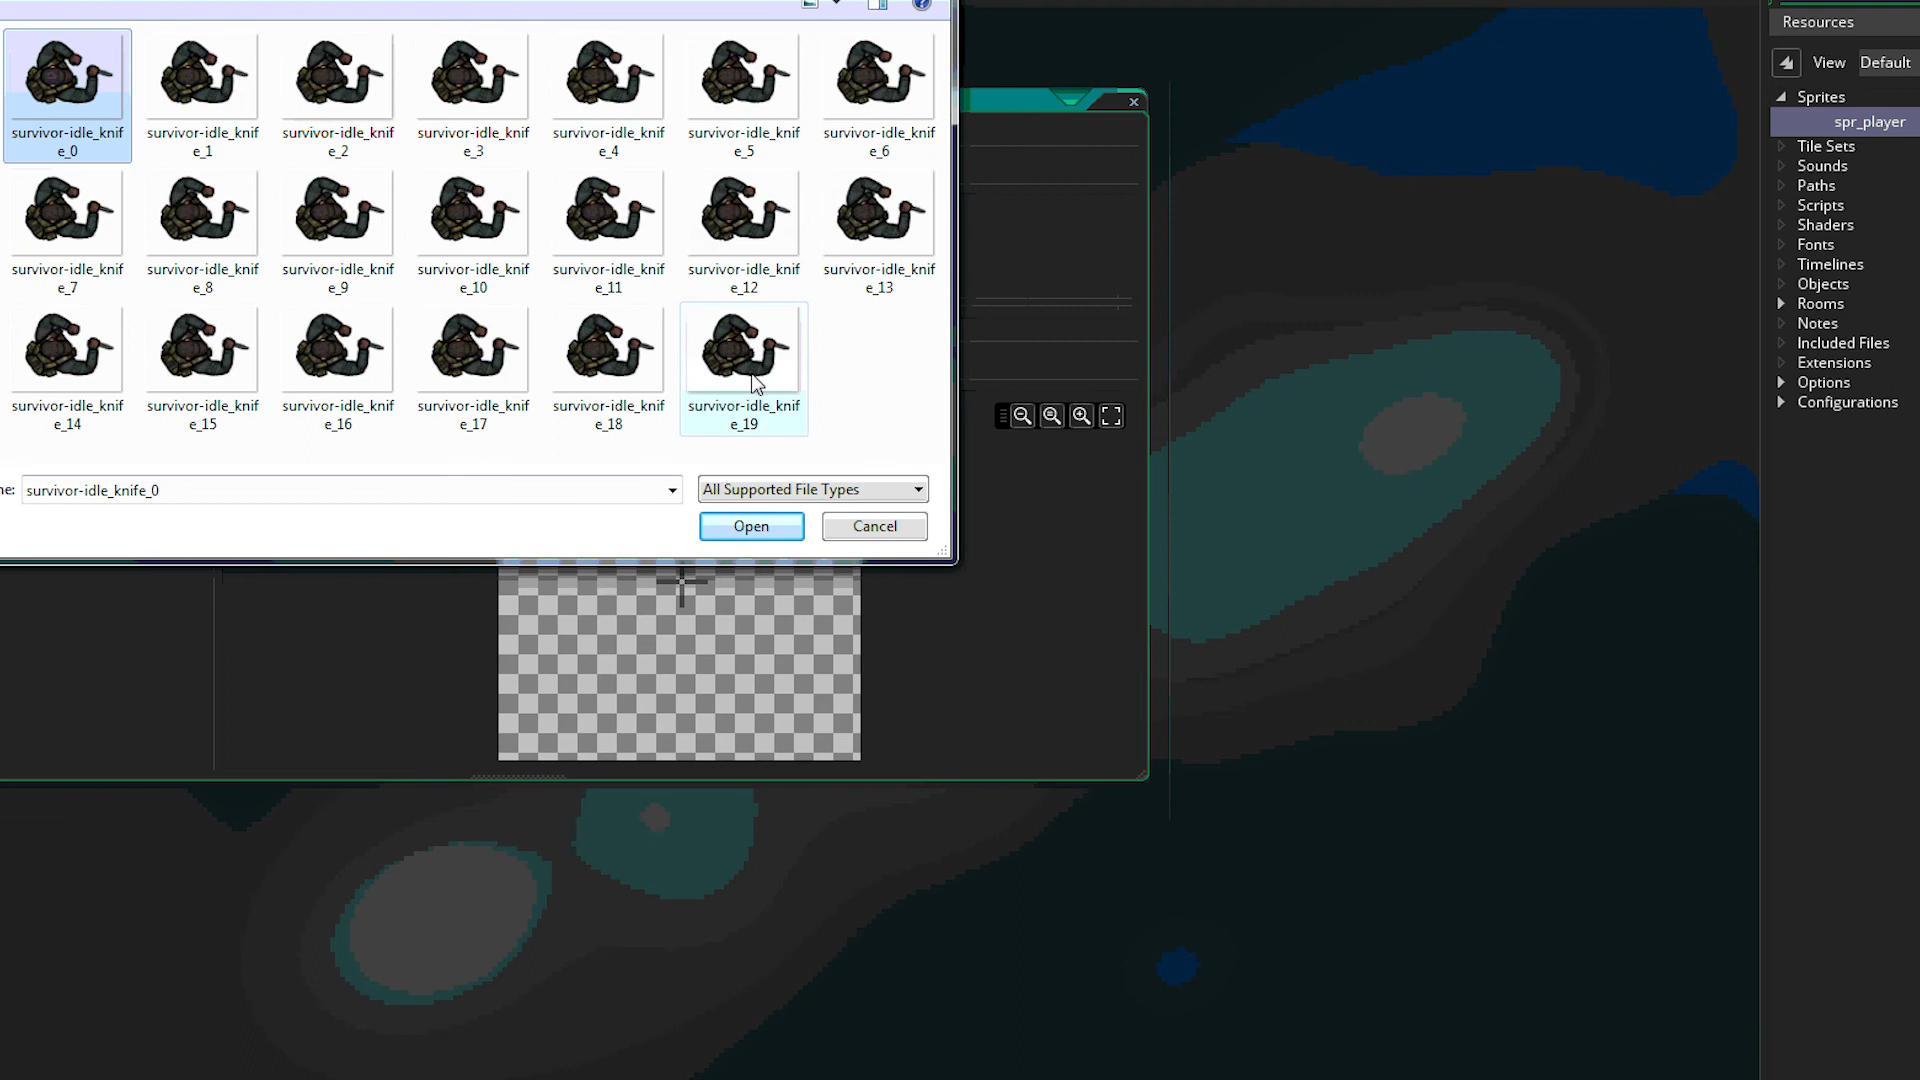 survivor-idle_knif
e_0
survivor-idle_knif
e_1
survivor-idle_knif
e_2
survivor-idle_knif
e_3
survivor-idle_knif
e_4
survivor-idle_knif
e_5
survivor-idle_knif
e_6
survivor-idle_knif
e_7
survivor-idle_knif
e_8
survivor-idle_knif
e_9
survivor-idle_knif
e_10
survivor-idle_knif
e_11
survivor-idle_knif
e_12
survivor-idle_knif
e_13
survivor-idle_knif
e_14
survivor-idle_knif
e_15
survivor-idle_knif
e_16
survivor-idle_knif
e_17
survivor-idle_knif
e_18
survivor-idle_knif
e_19
ne: survivor-idle_knife_0 All Supported File Types
Open Cancel
Resources
View Default
Sprites
spr_player
Tile Sets
Sounds
Paths
Scripts
Shaders
Fonts
Timelines
Objects
Rooms
Notes
Included Files
Extensions
Options
Configurations